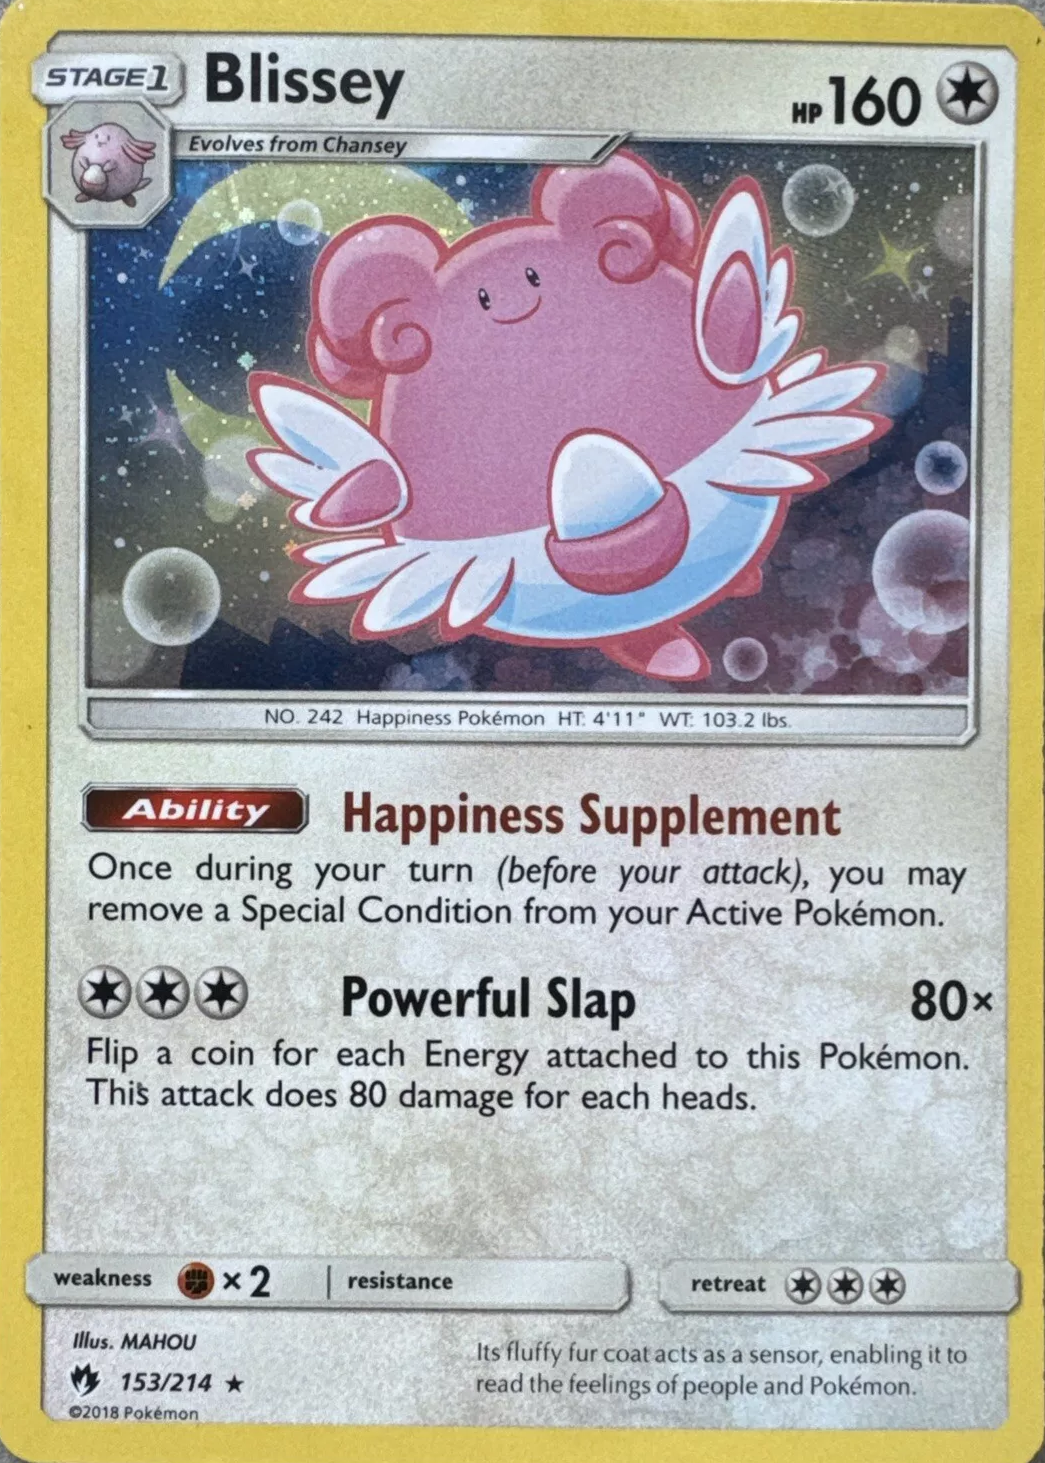 STAGE1 Blissey HP 160
Evolves from Chansey
NO. 242 Happiness Pokémon HT: 4'11" WT: 103.2 lbs.
Ability Happiness Supplement
Once during your turn (before your attack), you may
remove a Special Condition from your Active Pokémon.
Powerful Slap 80×
Flip a coin for each Energy attached to this Pokémon.
This attack does 80 damage for each heads.
weakness × 2 resistance retreat
Illus. MAHOU
153/214 ★
©2018 Pokémon
Its fluffy fur coat acts as a sensor, enabling it to
read the feelings of people and Pokémon.